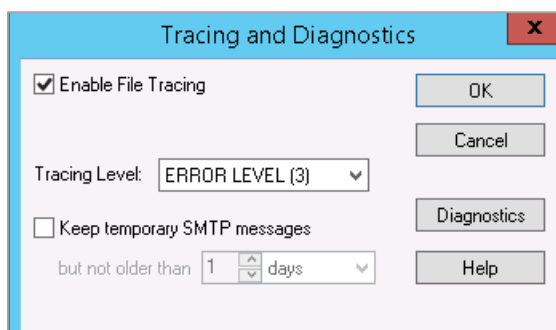 Tracing and Diagnostics
x
Enable File Tracing
OK
Cancel
Tracing Level: ERROR LEVEL (3)
Diagnostics
Keep temporary SMTP messages
but not older than 1 days
Help